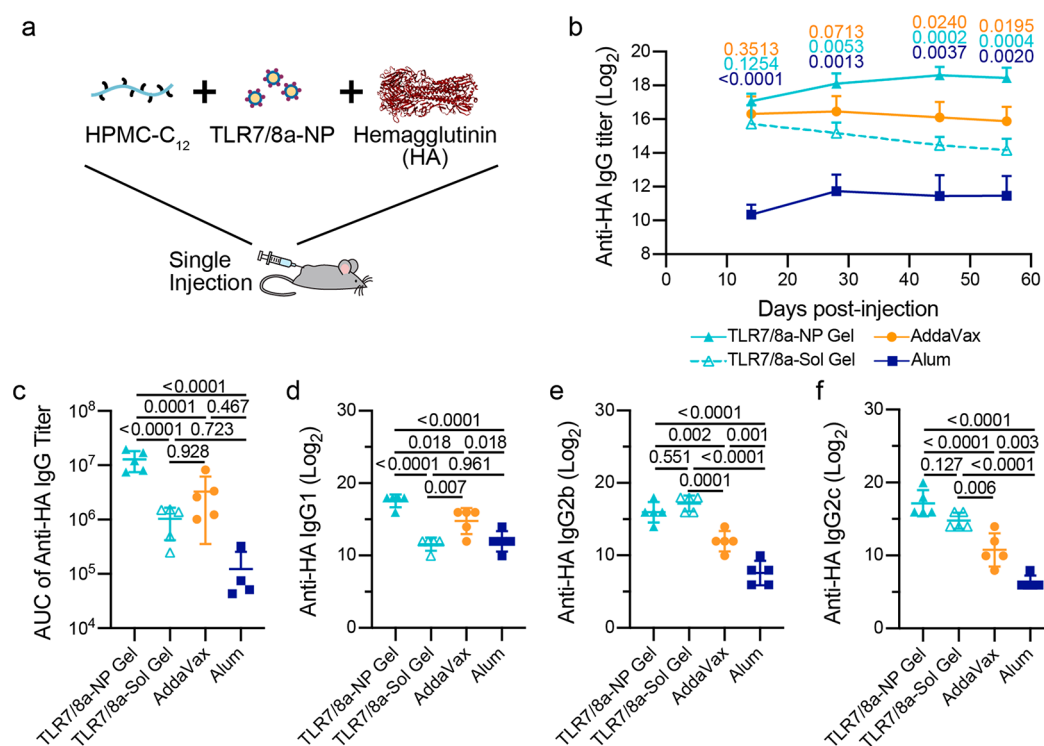 a
HPMC-C12
TLR7/8a-NP
Hemagglutinin
(HA)
Single
Injection
b
0.3513
0.1254
<0.0001
0.0713
0.0053
0.0013
0.0240
0.0002
0.0037
0.0195
0.0004
0.0020
Anti-HA IgG titer (Log2)
20
18
16
14
12
10
8
0
10
20
30
40
50
60
Days post-injection
TLR7/8a-NP Gel
AddaVax
TLR7/8a-Sol Gel
Alum
c
AUC of Anti-HA IgG Titer
10^8
10^7
10^6
10^5
10^4
<0.0001
0.0001
0.467
<0.0001
0.723
0.928
TLR7/8a-NP Gel
TLR7/8a-Sol Gel
AddaVax
Alum
d
Anti-HA IgG1 (Log2)
30
20
10
0
<0.0001
0.018
0.018
<0.0001
0.961
0.007
TLR7/8a-NP Gel
TLR7/8a-Sol Gel
AddaVax
Alum
e
Anti-HA IgG2b (Log2)
30
20
10
0
<0.0001
0.002
0.001
0.551
<0.0001
0.0001
TLR7/8a-NP Gel
TLR7/8a-Sol Gel
AddaVax
Alum
f
Anti-HA IgG2c (Log2)
30
20
10
0
<0.0001
<0.0001
0.003
0.127
<0.0001
0.006
TLR7/8a-NP Gel
TLR7/8a-Sol Gel
AddaVax
Alum